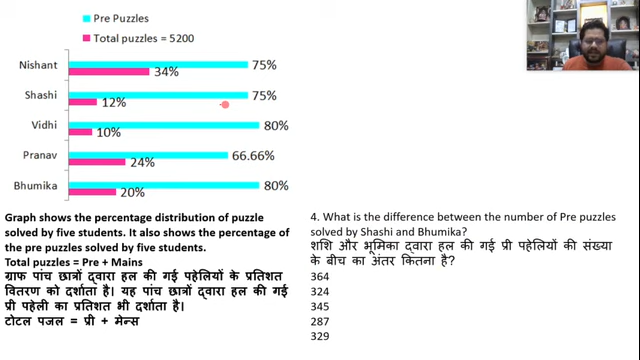 Pre Puzzles
Total puzzles = 5200
Nishant
75%
34%
Shashi
75%
12%
Vidhi
80%
10%
Pranav
66.66%
24%
Bhumika
80%
20%
Graph shows the percentage distribution of puzzle
solved by five students. It also shows the percentage of
the pre puzzles solved by five students.
Total puzzles = Pre + Mains
ग्राफ पांच छात्रों द्वारा हल की गई पहेलियों के प्रतिशत
वितरण को दर्शाता है। यह पांच छात्रों द्वारा हल की गई
प्री पहेली का प्रतिशत भी दर्शाता है।
टोटल पजल = प्री + मेन्स
4. What is the difference between the number of Pre puzzles
solved by Shashi and Bhumika?
शशि और भूमिका द्वारा हल की गई प्री पहेलियों की संख्या
के बीच का अंतर कितना है?
364
324
345
287
329